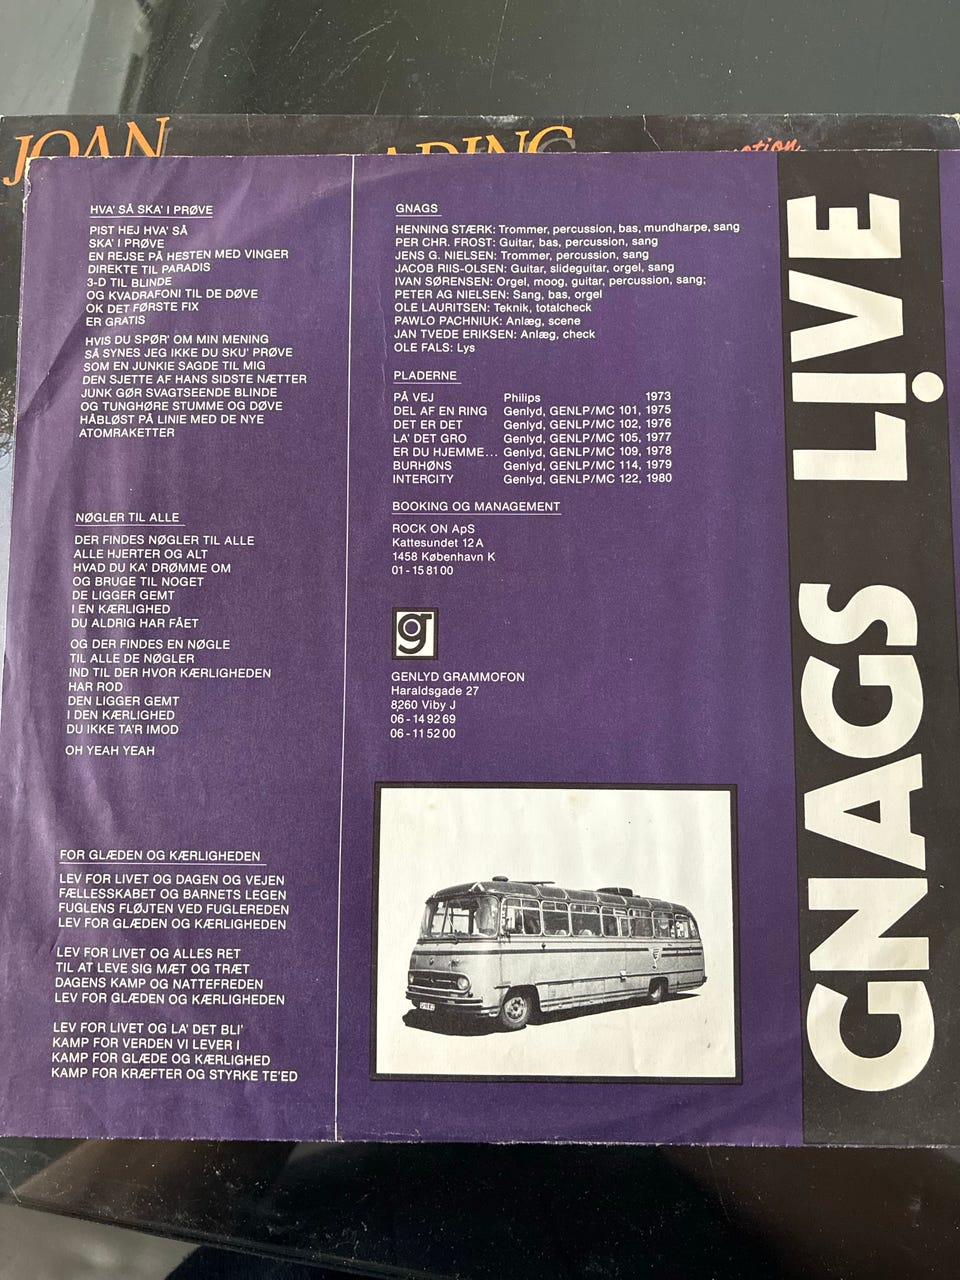 JOAN
ADING
HVA' SÅ SKA' I PRØVE
PIST HEJ HVA' SÅ
SKA' I PRØVE
EN REJSE PÅ HESTEN MED VINGER
DIREKTE TIL PARADIS
3-D TIL BLINDE
OG KVADRAFONI TIL DE DØVE
OK DET FØRSTE FIX
ER GRATIS
HVIS DU SPØR' OM MIN MENING
SÅ SYNES JEG IKKE DU SKU' PRØVE
SOM EN JUNKIE SAGDE TIL MIG
DEN SJETTE AF HANS SIDSTE NÆTTER
JUNK GØR SVAGTSEENDE BLINDE
OG TUNGHØRE STUMME OG DØVE
HÅBLØST PÅ LINIE MED DE NYE
ATOMRAKETTER
NØGLER TIL ALLE
DER FINDES NØGLER TIL ALLE
ALLE HJERTER OG ALT
HVAD DU KA' DRØMME OM
OG BRUGE TIL NOGET
DE LIGGER GEMT
I EN KÆRLIGHED
DU ALDRIG HAR FÅET
OG DER FINDES EN NØGLE
TIL ALLE DE NØGLER
IND TIL DER HVOR KÆRLIGHEDEN
HAR ROD
DEN LIGGER GEMT
I DEN KÆRLIGHED
DU IKKE TA'R IMOD
OH YEAH YEAH
FOR GLÆDEN OG KÆRLIGHEDEN
LEV FOR LIVET OG DAGEN OG VEJEN
FÆLLESSKABET OG BARNETS LEGEN
FUGLENS FLØJTEN VED FUGLEREDEN
LEV FOR GLÆDEN OG KÆRLIGHEDEN
LEV FOR LIVET OG ALLES RET
TIL AT LEVE SIG MÆT OG TRÆT
DAGENS KAMP OG NATTEFREDEN
LEV FOR GLÆDEN OG KÆRLIGHEDEN
LEV FOR LIVET OG LA' DET BLI'
KAMP FOR VERDEN VI LEVER I
KAMP FOR GLÆDE OG KÆRLIGHED
KAMP FOR KRÆFTER OG STYRKE TE'ED
GNAGS
HENNING STÆRK: Trommer, percussion, bas, mundharpe, sang
PER CHR. FROST: Guitar, bas, percussion, sang
JENS G. NIELSEN: Trommer, percussion, sang
JACOB RIIS-OLSEN: Guitar, slideguitar, orgel, sang
IVAN SØRENSEN: Orgel, moog, guitar, percussion, sang;
PETER AG NIELSEN: Sang, bas, orgel
OLE LAURITSEN: Teknik, totalcheck
PAWLO PACHNIUK: Anlæg, scene
JAN TVEDE ERIKSEN: Anlæg, check
OLE FALS: Lys
PLADERNE
PÅ VEJ Philips 1973
DEL AF EN RING Genlyd, GENLP/MC 101, 1975
DET ER DET Genlyd, GENLP/MC 102, 1976
LA' DET GRO Genlyd, GENLP/MC 105, 1977
ER DU HJEMME... Genlyd, GENLP/MC 109, 1978
BURHØNS Genlyd, GENLP/MC 114, 1979
INTERCITY Genlyd, GENLP/MC 122, 1980
BOOKING OG MANAGEMENT
ROCK ON ApS
Kattesundet 12 A
1458 København K
01 - 15 81 00
g
GENLYD GRAMMOFON
Haraldsgade 27
8260 Viby J
06 - 14 92 69
06 - 11 52 00
GNAGS LiVE